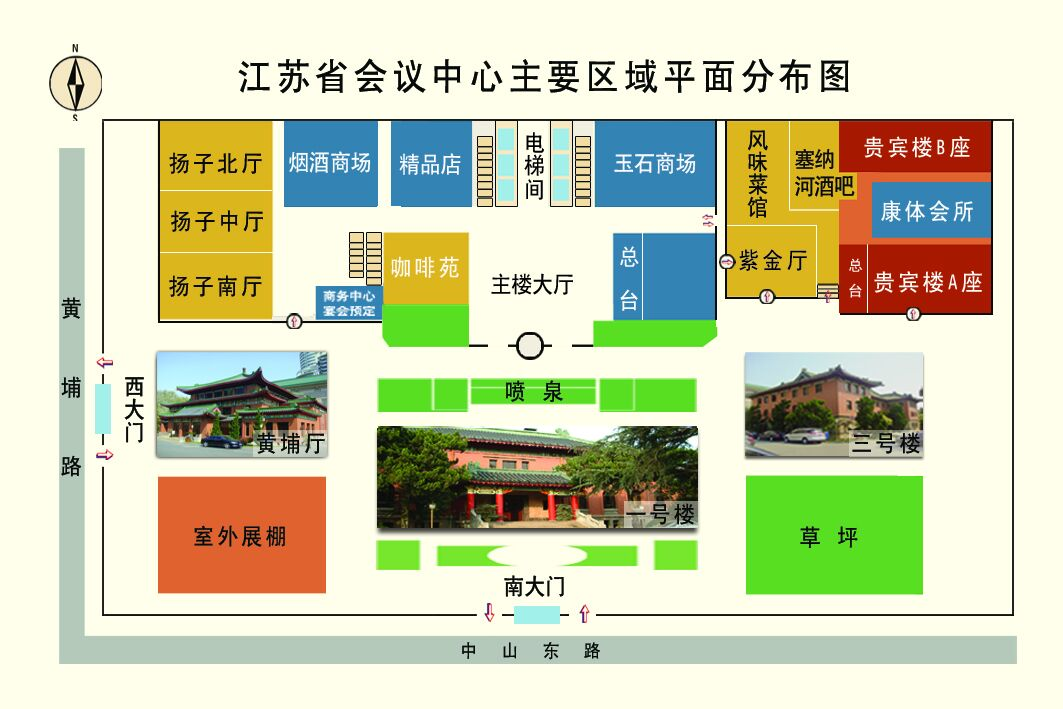 N
S
江苏省会议中心主要区域平面分布图
扬子北厅
烟酒商场
精品店
电梯间
玉石商场
风味菜馆
塞纳
河酒吧
贵宾楼B座
康体会所
扬子中厅
扬子南厅
咖啡苑
主楼大厅
总台
紫金厅
总台
贵宾楼A座
商务中心
宴会预定
黄埔路
西大门
黄埔厅
喷泉
一号楼
三号楼
室外展棚
草坪
南大门
中山东路